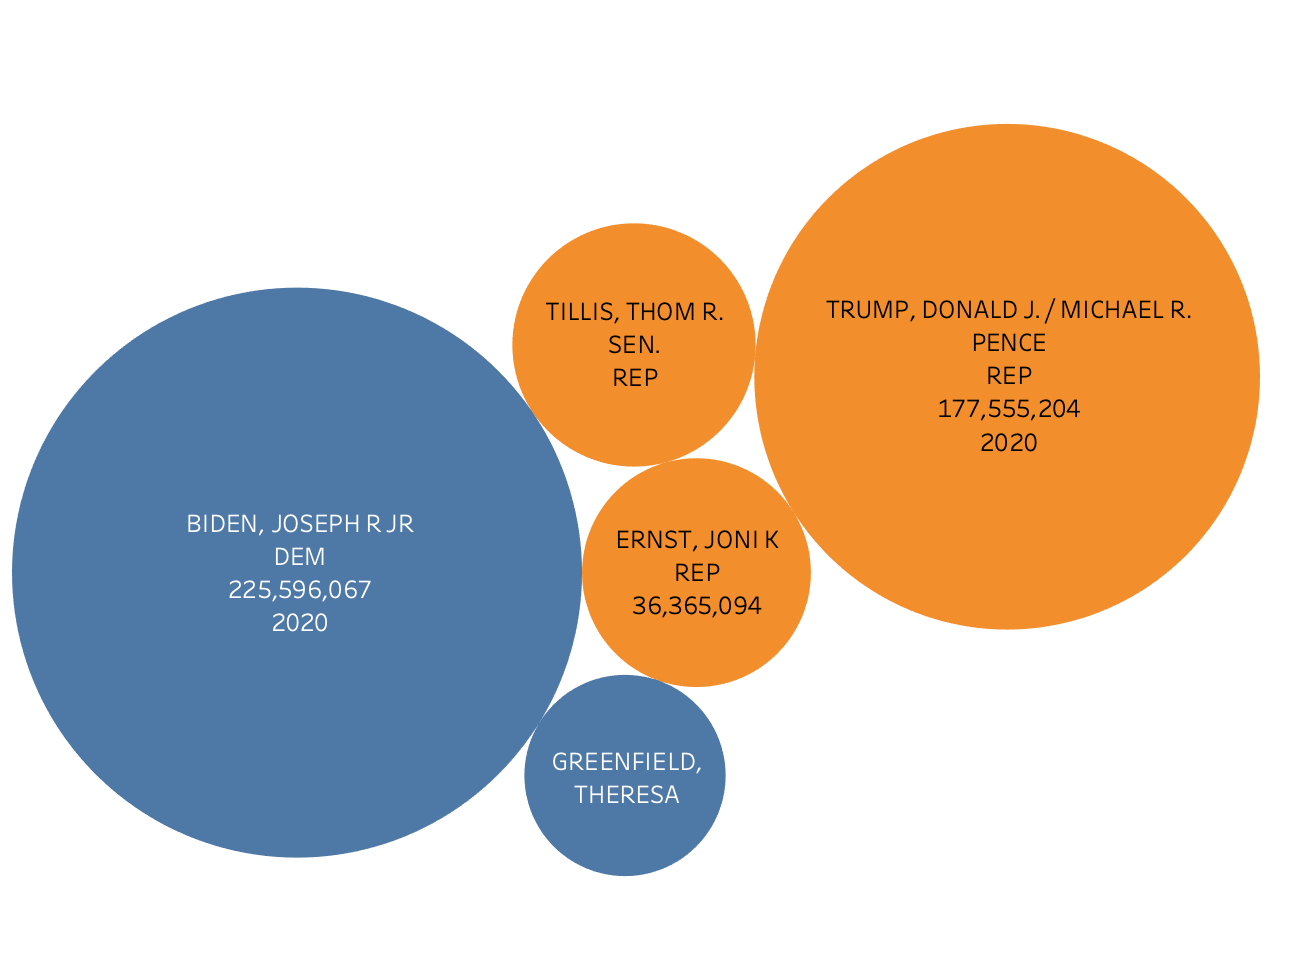 TILLIS, THOM R.
SEN.
REP
TRUMP, DONALD J. / MICHAEL R.
PENCE
REP
177,555,204
2020
BIDEN, JOSEPH R JR
DEM
225,596,067
2020
ERNST, JONI K
REP
36,365,094
GREENFIELD,
THERESA